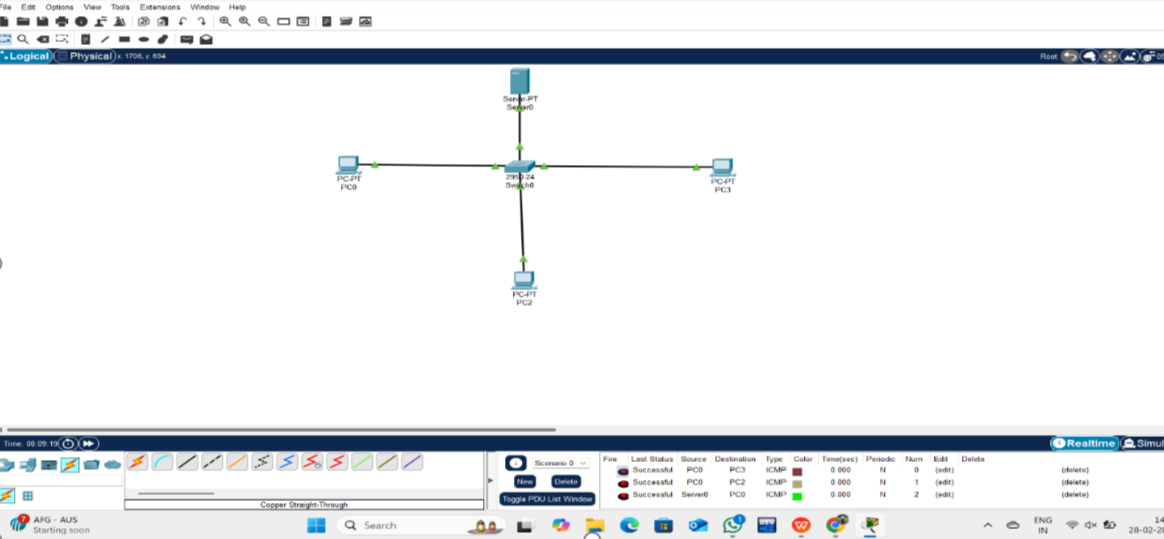 File Edit Options View Tools Extensions Window Help
Logical Physical x: 1706, y: 694 Root
Server-PT
Server0
PC-PT
PC0
2950-24
Switch0
PC-PT
PC3
PC-PT
PC2
Time: 00:09:19 Realtime Simul
Scenario 0 Fire Last Status Source Destination Type Color Time(sec) Periodic Num Edit Delete
Successful PC0 PC3 ICMP 0.000 N 0 (edit) (delete)
New Delete Successful PC0 PC2 ICMP 0.000 N 1 (edit) (delete)
Toggle PDU List Window Successful Server0 PC0 ICMP 0.000 N 2 (edit) (delete)
Copper Straight-Through
7 AFG - AUS
Starting soon
Search
DEV
ENG
IN
14
28-02-20